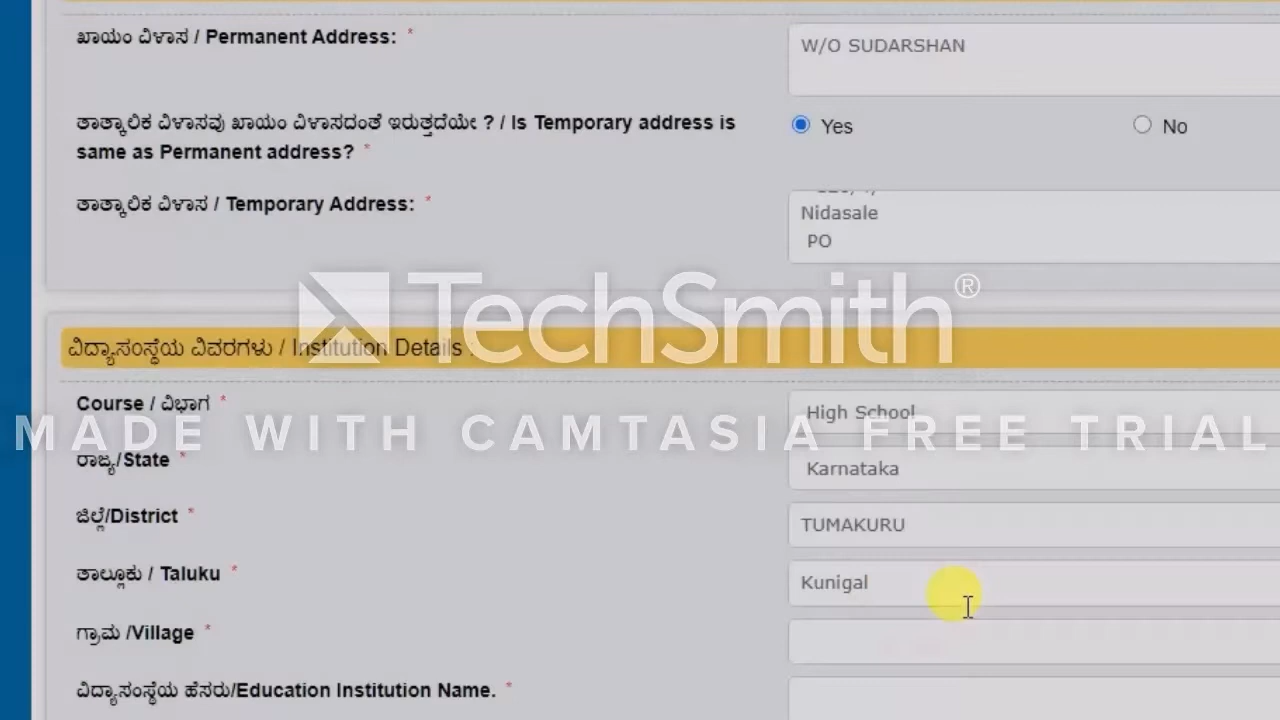 ಖಾಯಂ ವಿಳಾಸ / Permanent Address: *
W/O SUDARSHAN
ತಾತ್ಕಾಲಿಕ ವಿಳಾಸವು ಖಾಯಂ ವಿಳಾಸದಂತೆ ಇರುತ್ತದೆಯೇ ? / Is Temporary address is
same as Permanent address? *
Yes
No
ತಾತ್ಕಾಲಿಕ ವಿಳಾಸ / Temporary Address: *
Nidasale
PO
TechSmith®
ವಿದ್ಯಾಸಂಸ್ಥೆಯ ವಿವರಗಳು / Institution Details :
Course / ವಿಭಾಗ *
High School
MADE WITH CAMTASIA FREE TRIAL
ರಾಜ್ಯ/State *
Karnataka
ಜಿಲ್ಲೆ/District *
TUMAKURU
ತಾಲ್ಲೂಕು / Taluku *
Kunigal
ಗ್ರಾಮ /Village *
ವಿದ್ಯಾಸಂಸ್ಥೆಯ ಹೆಸರು/Education Institution Name. *